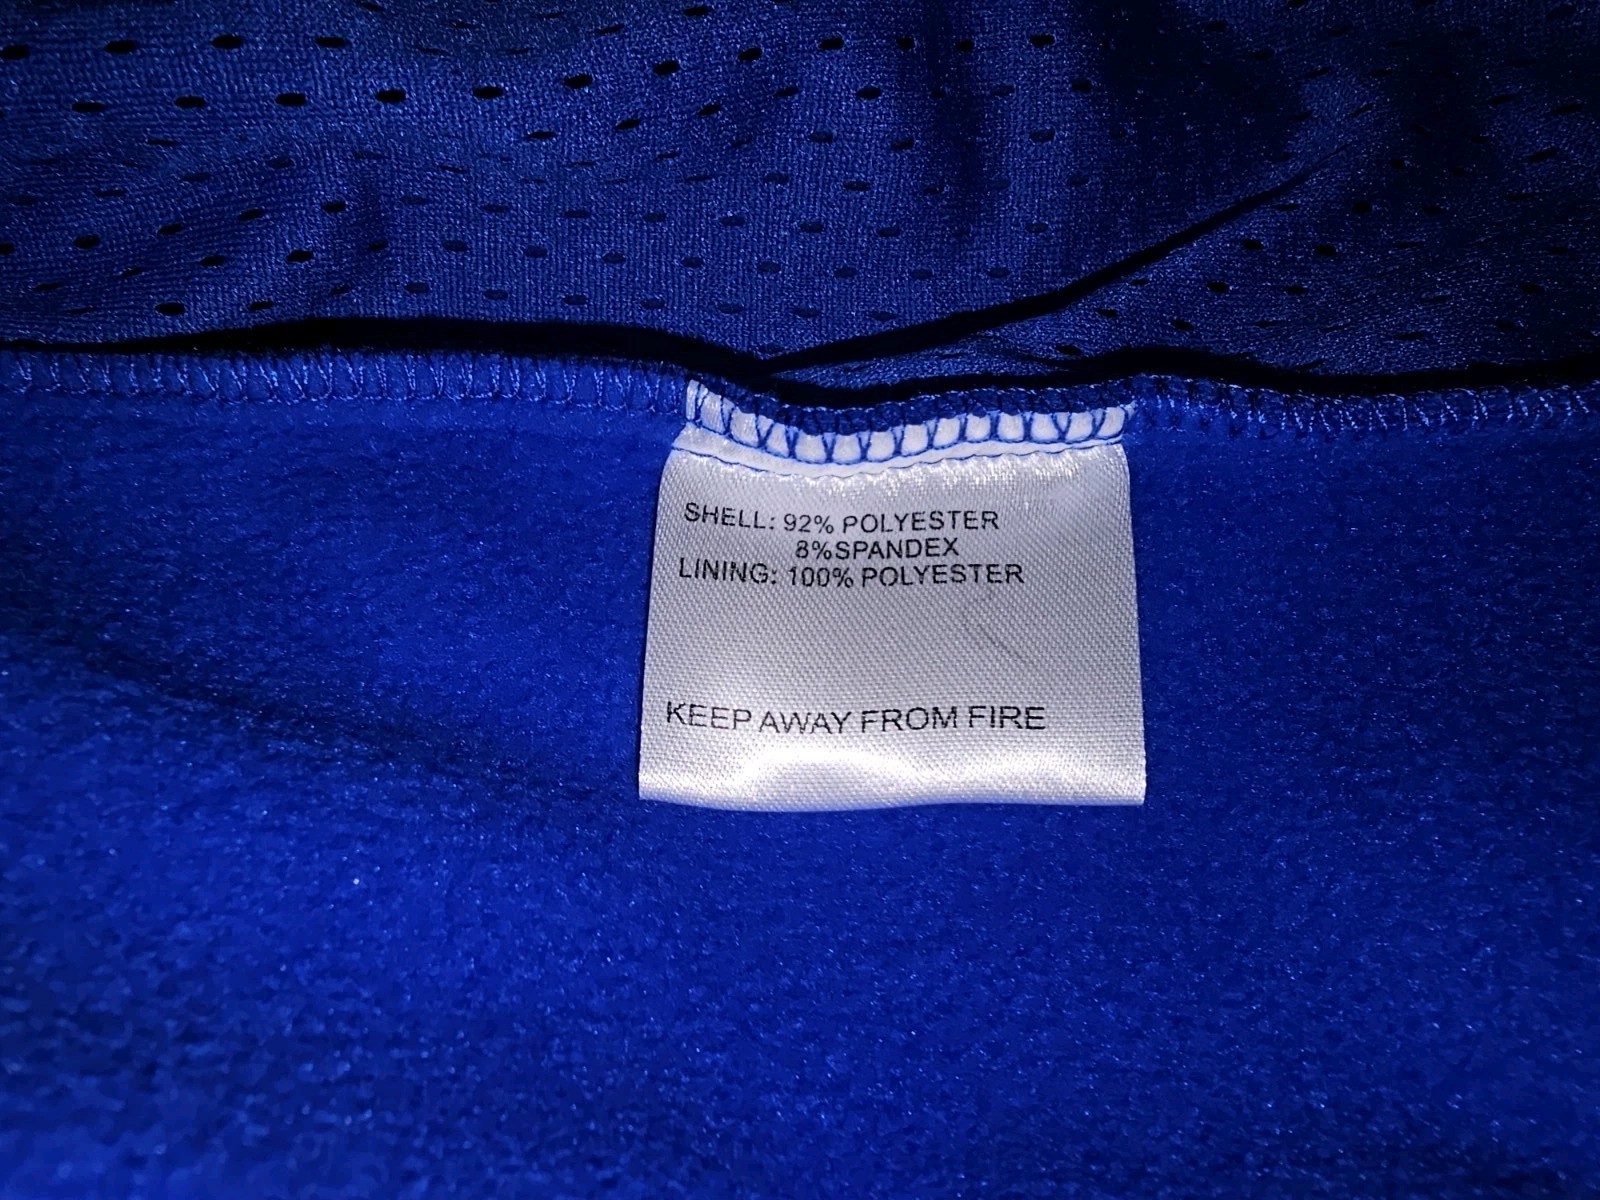 SHELL: 92% POLYESTER
8%SPANDEX
LINING: 100% POLYESTER
KEEP AWAY FROM FIRE